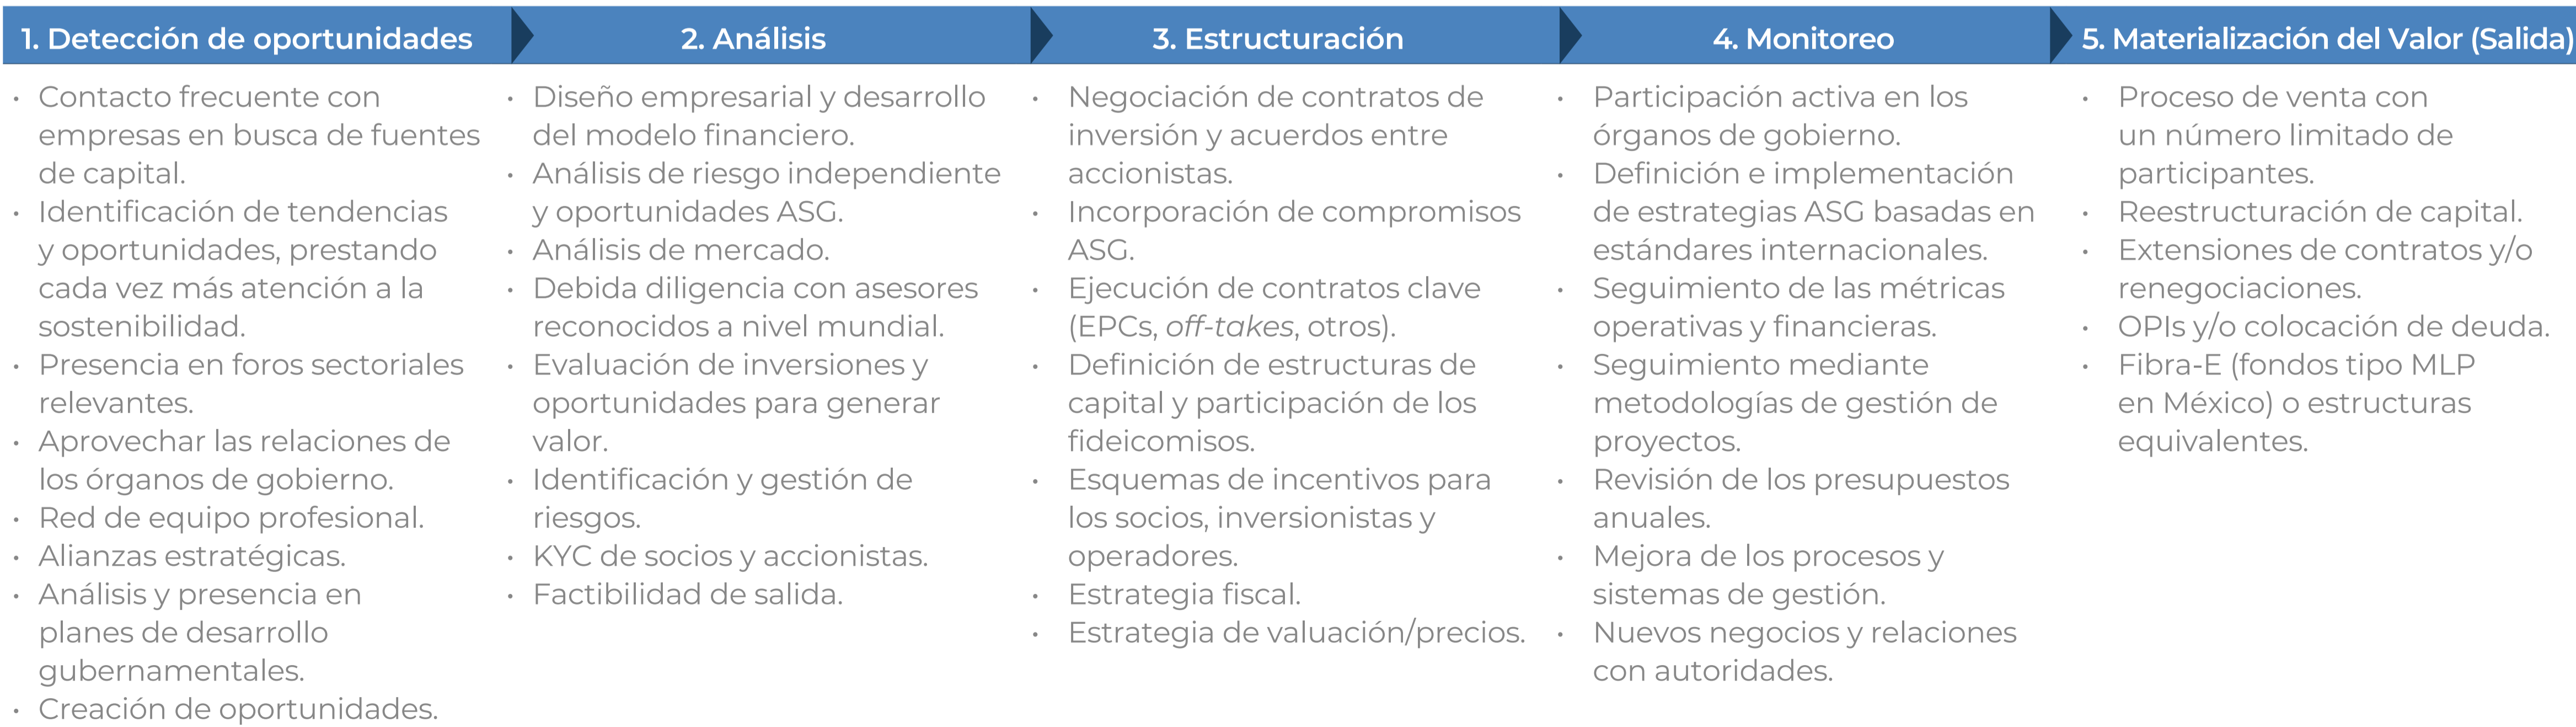 1. Detección de oportunidades
• Contacto frecuente con
empresas en busca de fuentes
de capital.
• Identificación de tendencias
y oportunidades, prestando
cada vez más atención a la
sostenibilidad.
• Presencia en foros sectoriales
relevantes.
• Aprovechar las relaciones de
los órganos de gobierno.
• Red de equipo profesional.
• Alianzas estratégicas.
• Análisis y presencia en
planes de desarrollo
gubernamentales.
• Creación de oportunidades.
2. Análisis
• Diseño empresarial y desarrollo
del modelo financiero.
• Análisis de riesgo independiente
y oportunidades ASG.
• Análisis de mercado.
• Debida diligencia con asesores
reconocidos a nivel mundial.
• Evaluación de inversiones y
oportunidades para generar
valor.
• Identificación y gestión de
riesgos.
• KYC de socios y accionistas.
• Factibilidad de salida.
3. Estructuración
• Negociación de contratos de
inversión y acuerdos entre
accionistas.
• Incorporación de compromisos
ASG.
• Ejecución de contratos clave
(EPCs, off-takes, otros).
• Definición de estructuras de
capital y participación de los
fideicomisos.
• Esquemas de incentivos para
los socios, inversionistas y
operadores.
• Estrategia fiscal.
• Estrategia de valuación/precios.
4. Monitoreo
• Participación activa en los
órganos de gobierno.
• Definición e implementación
de estrategias ASG basadas en
estándares internacionales.
• Seguimiento de las métricas
operativas y financieras.
• Seguimiento mediante
metodologías de gestión de
proyectos.
• Revisión de los presupuestos
anuales.
• Mejora de los procesos y
sistemas de gestión.
• Nuevos negocios y relaciones
con autoridades.
5. Materialización del Valor (Salida)
• Proceso de venta con
un número limitado de
participantes.
• Reestructuración de capital.
• Extensiones de contratos y/o
renegociaciones.
• OPIs y/o colocación de deuda.
• Fibra-E (fondos tipo MLP
en México) o estructuras
equivalentes.